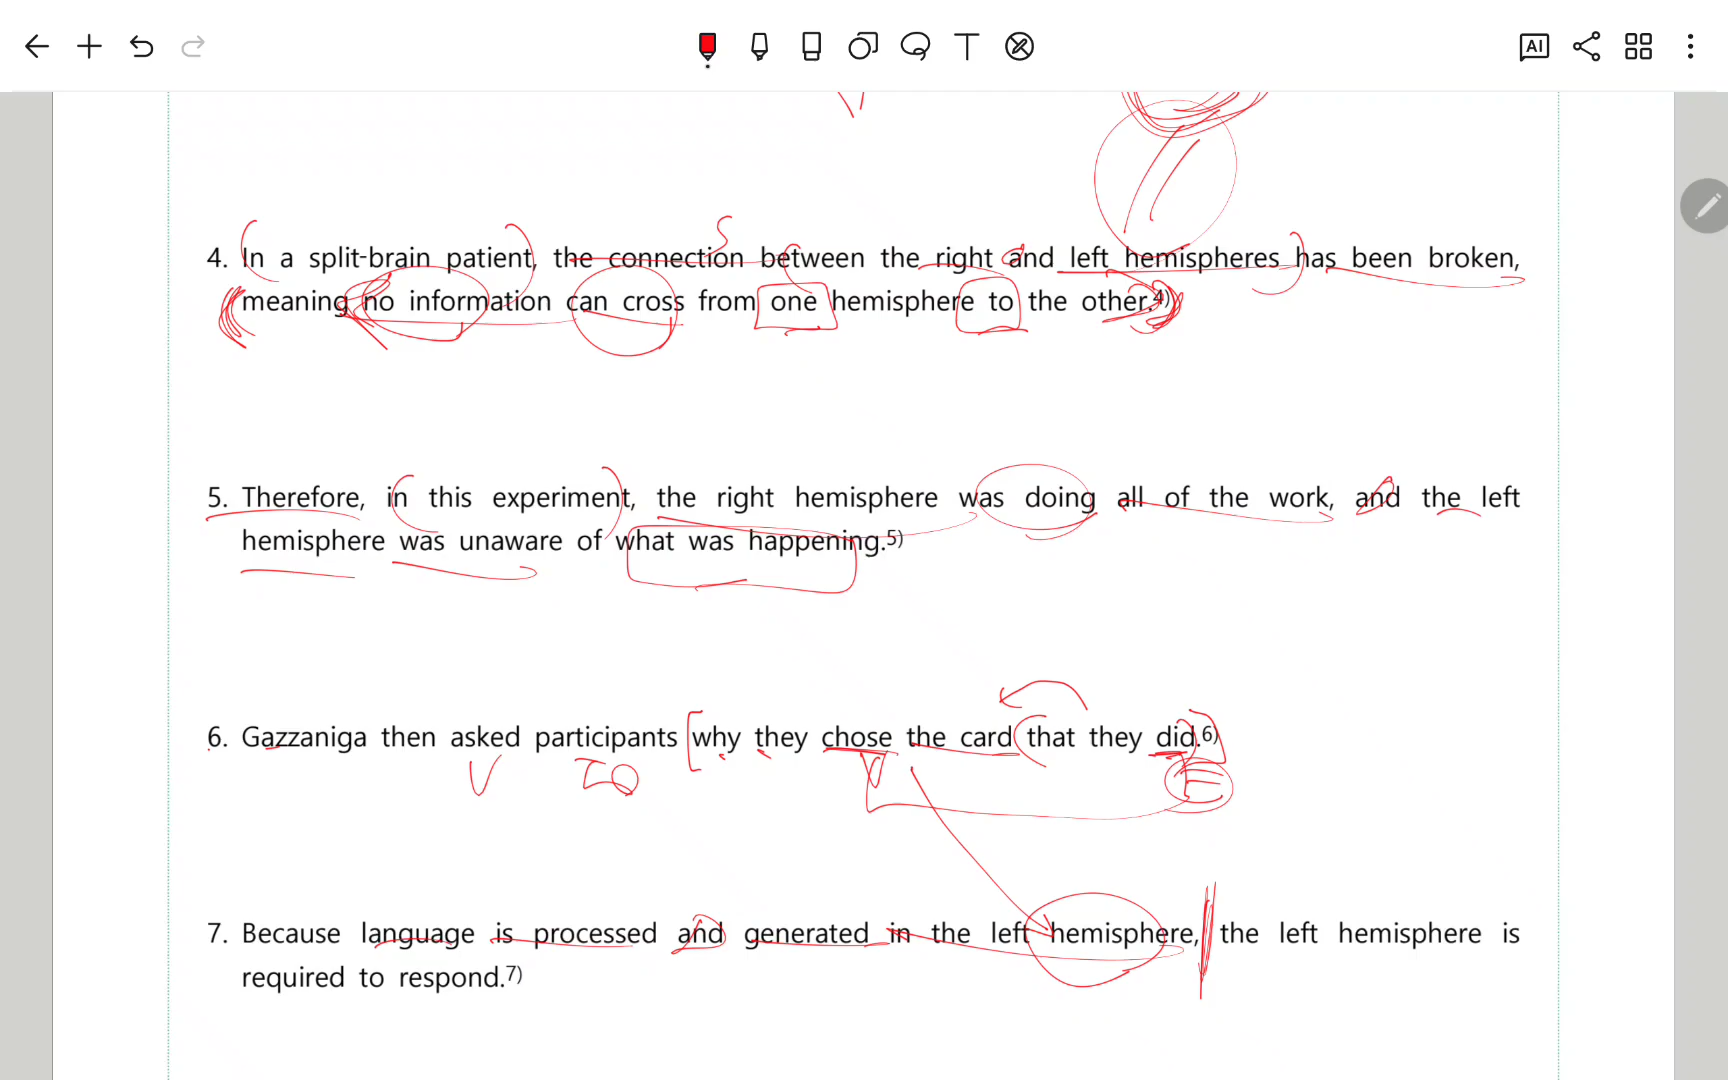 AI
T
4. In a split-brain patient, the connection between the right and left hemispheres has been broken,
meaning no information can cross from one hemisphere to the other.4)
S
5. Therefore, in this experiment, the right hemisphere was doing all of the work, and the left
hemisphere was unaware of what was happening.5)
6. Gazzaniga then asked participants why they chose the card that they did.6)
V
V
7. Because language is processed and generated in the left hemisphere, the left hemisphere is
required to respond.7)